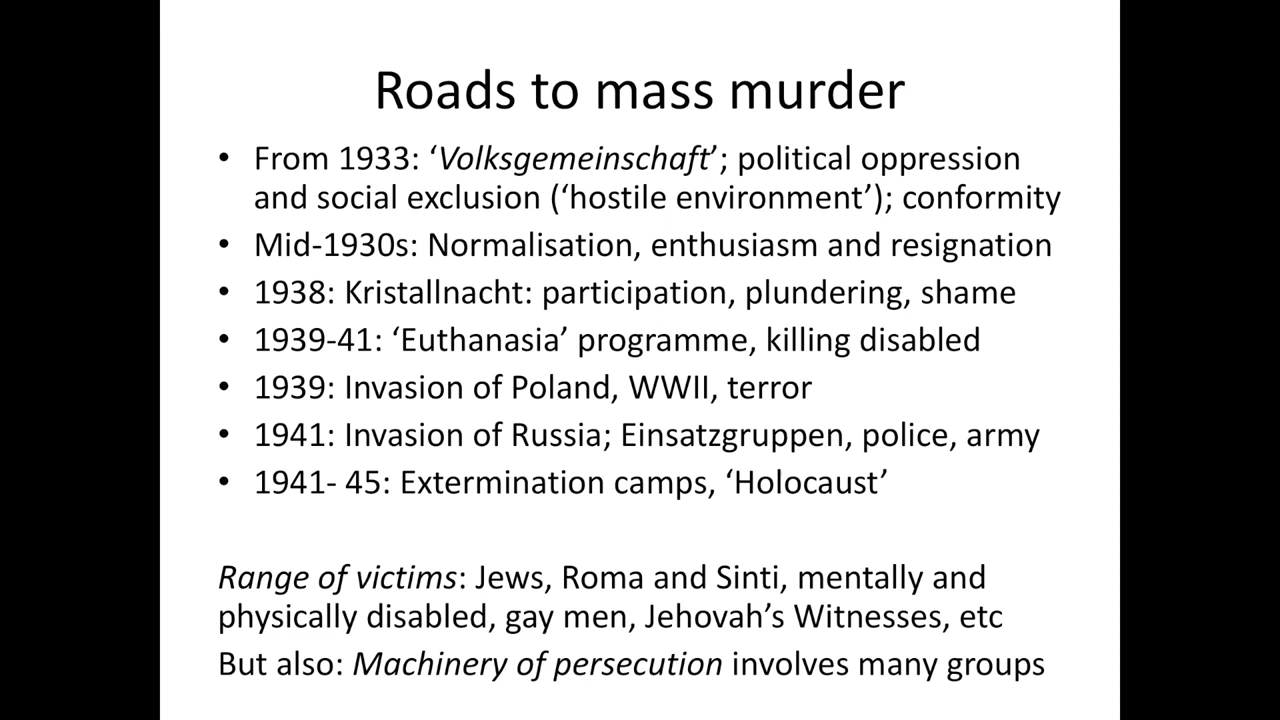 Roads to mass murder
• From 1933: ‘Volksgemeinschaft’; political oppression
and social exclusion (‘hostile environment’); conformity
• Mid-1930s: Normalisation, enthusiasm and resignation
• 1938: Kristallnacht: participation, plundering, shame
• 1939-41: ‘Euthanasia’ programme, killing disabled
• 1939: Invasion of Poland, WWII, terror
• 1941: Invasion of Russia; Einsatzgruppen, police, army
• 1941- 45: Extermination camps, ‘Holocaust’
Range of victims: Jews, Roma and Sinti, mentally and
physically disabled, gay men, Jehovah’s Witnesses, etc
But also: Machinery of persecution involves many groups